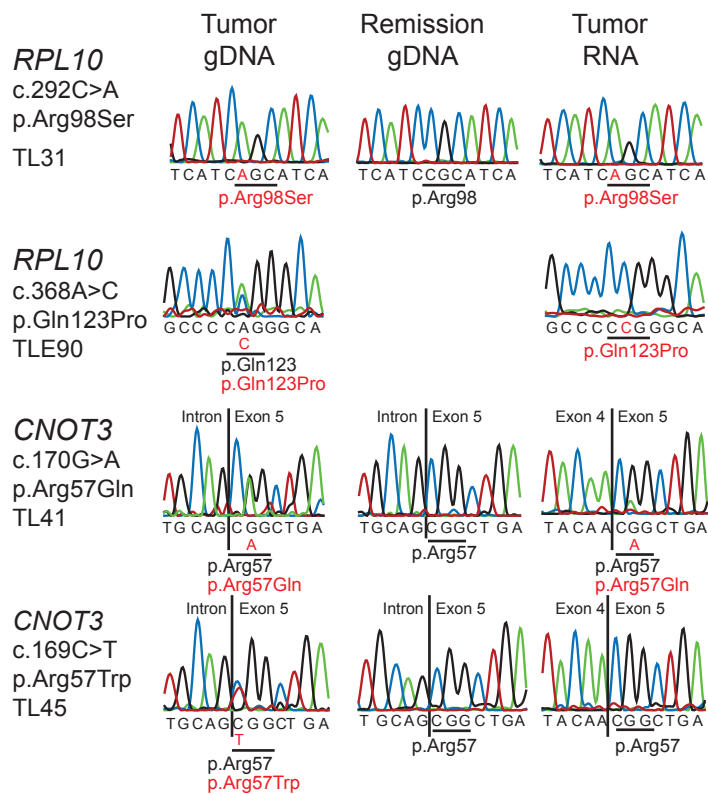 Tumor gDNA
Remission gDNA
Tumor RNA
RPL10
c.292C>A
p.Arg98Ser
TL31
TCATCAGCATCA
p.Arg98Ser
TCATCCGCATCA
p.Arg98
TCATCAGCATCA
p.Arg98Ser
RPL10
c.368A>C
p.Gln123Pro
TLE90
GCCCCAGGGCA
C
p.Gln123
p.Gln123Pro
GCCCCCGGGCA
p.Gln123Pro
CNOT3
c.170G>A
p.Arg57Gln
TL41
Intron Exon 5
TGCAGCGGCTGA
A
p.Arg57
p.Arg57Gln
Intron Exon 5
TGCAGCGGCTGA
p.Arg57
Exon 4 Exon 5
TACAACGGCTGA
A
p.Arg57
p.Arg57Gln
CNOT3
c.169C>T
p.Arg57Trp
TL45
Intron Exon 5
TGCAGCGGCTGA
T
p.Arg57
p.Arg57Trp
Intron Exon 5
TGCAGCGGCTGA
p.Arg57
Exon 4 Exon 5
TACAACGGCTGA
p.Arg57